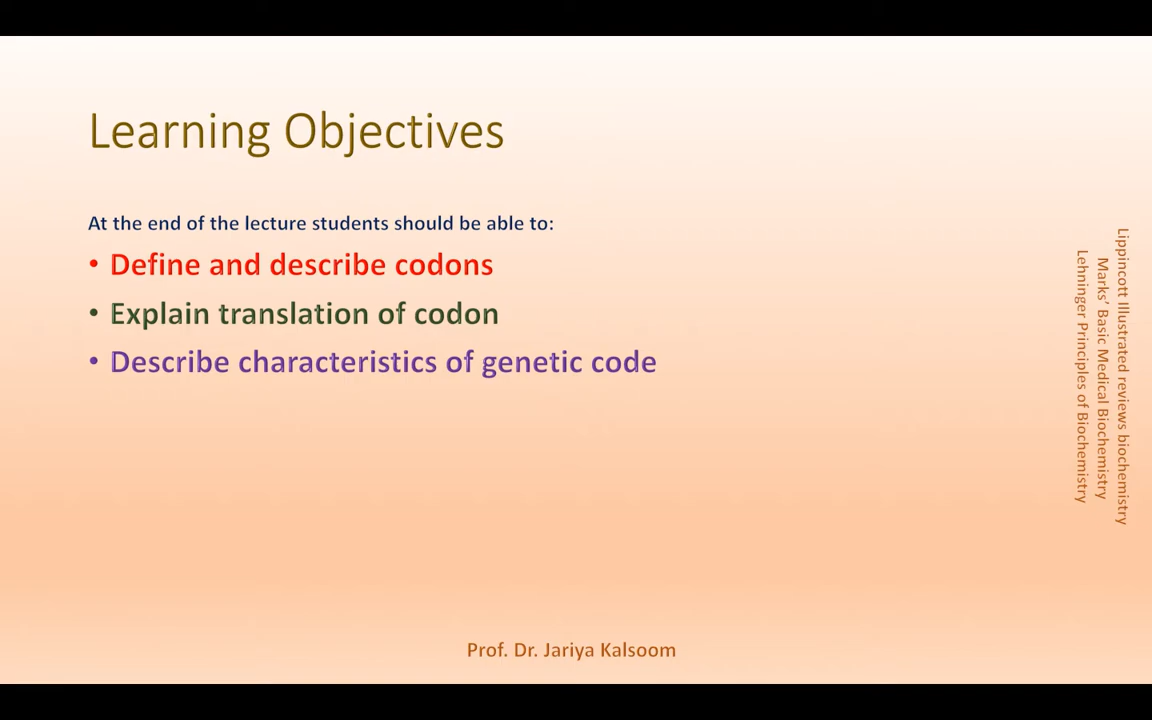 Learning Objectives
At the end of the lecture students should be able to:
• Define and describe codons
• Explain translation of codon
• Describe characteristics of genetic code
Lippincott Illustrated reviews biochemistry
Marks’ Basic Medical Biochemistry
Lehninger Principles of Biochemistry
Prof. Dr. Jariya Kalsoom